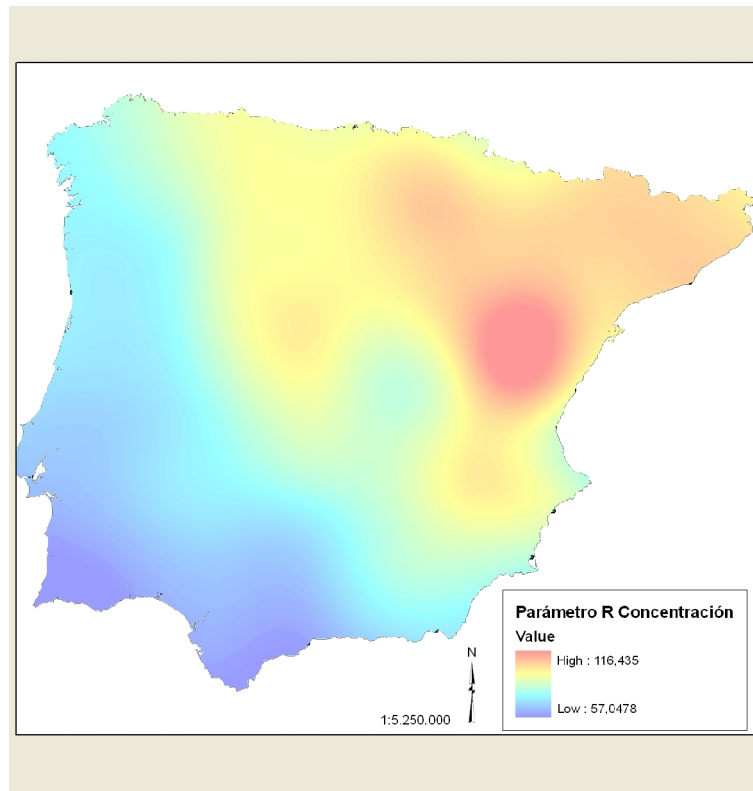 Parámetro R Concentración
Value
High : 116,435
Low : 57,0478
N
1:5.250.000